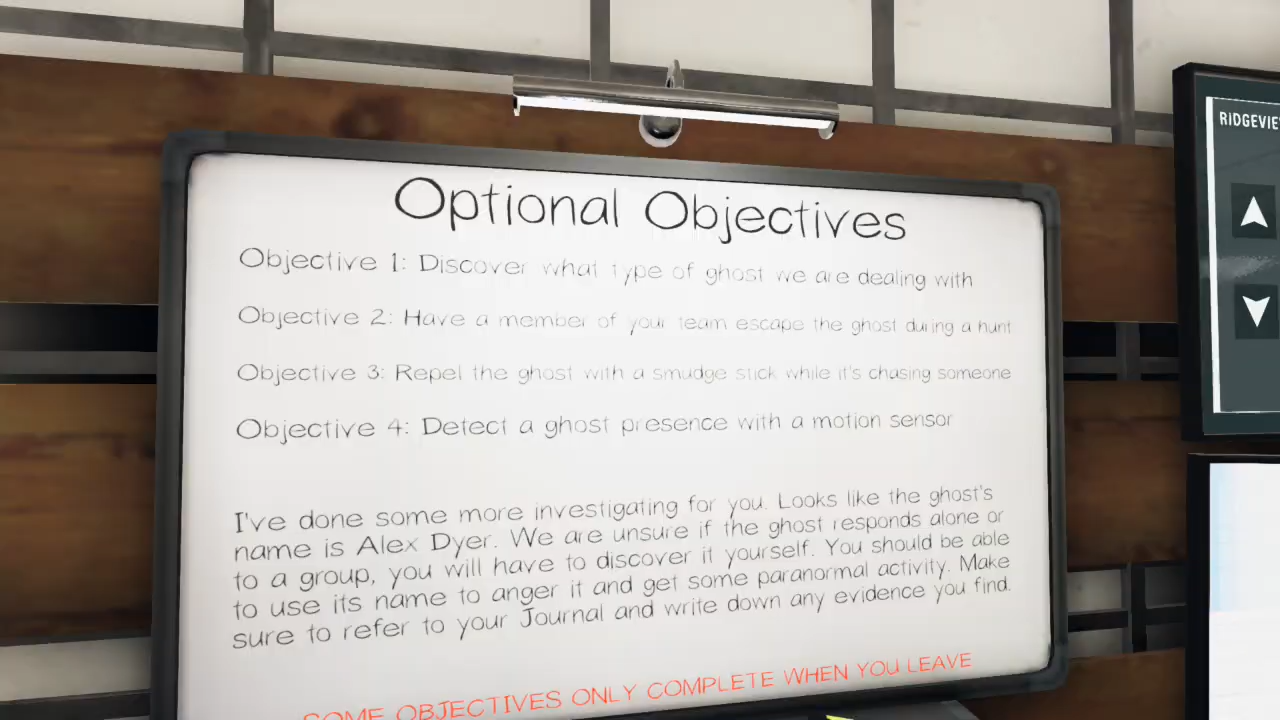 Optional Objectives
Objective 1: Discover what type of ghost we are dealing with
Objective 2: Have a member of your team escape the ghost during a hunt
Objective 3: Repel the ghost with a smudge stick while it's chasing someone
Objective 4: Detect a ghost presence with a motion sensor
I've done some more investigating for you. Looks like the ghost's
name is Alex Dyer. We are unsure if the ghost responds alone or
to a group, you will have to discover it yourself. You should be able
to use its name to anger it and get some paranormal activity. Make
sure to refer to your Journal and write down any evidence you find.
SOME OBJECTIVES ONLY COMPLETE WHEN YOU LEAVE